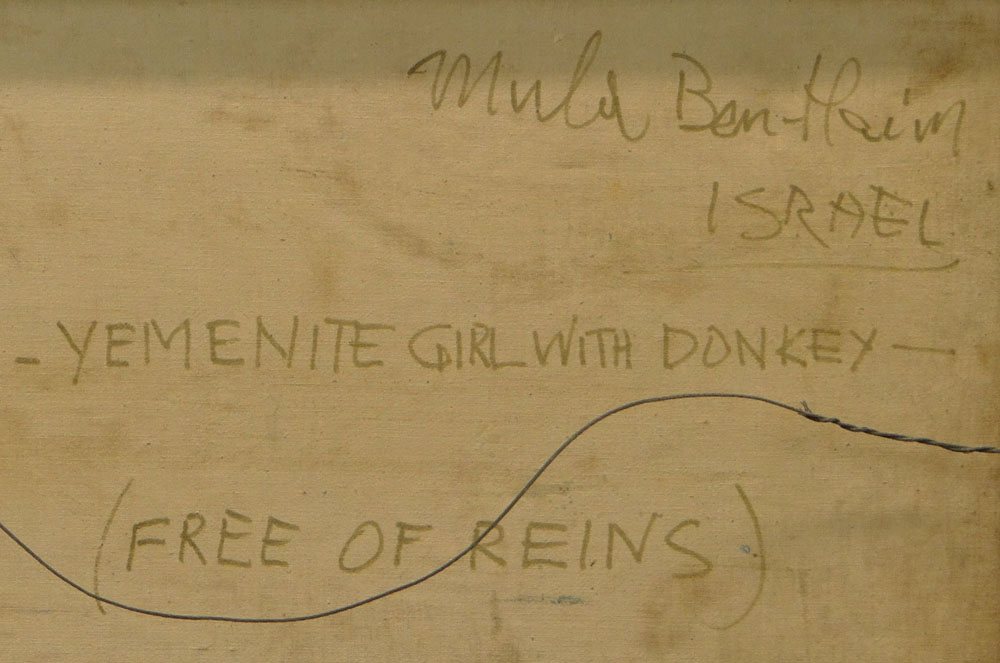 Mula Ben-Haim
ISRAEL
- YEMENITE GIRL WITH DONKEY —
(FREE OF REINS)